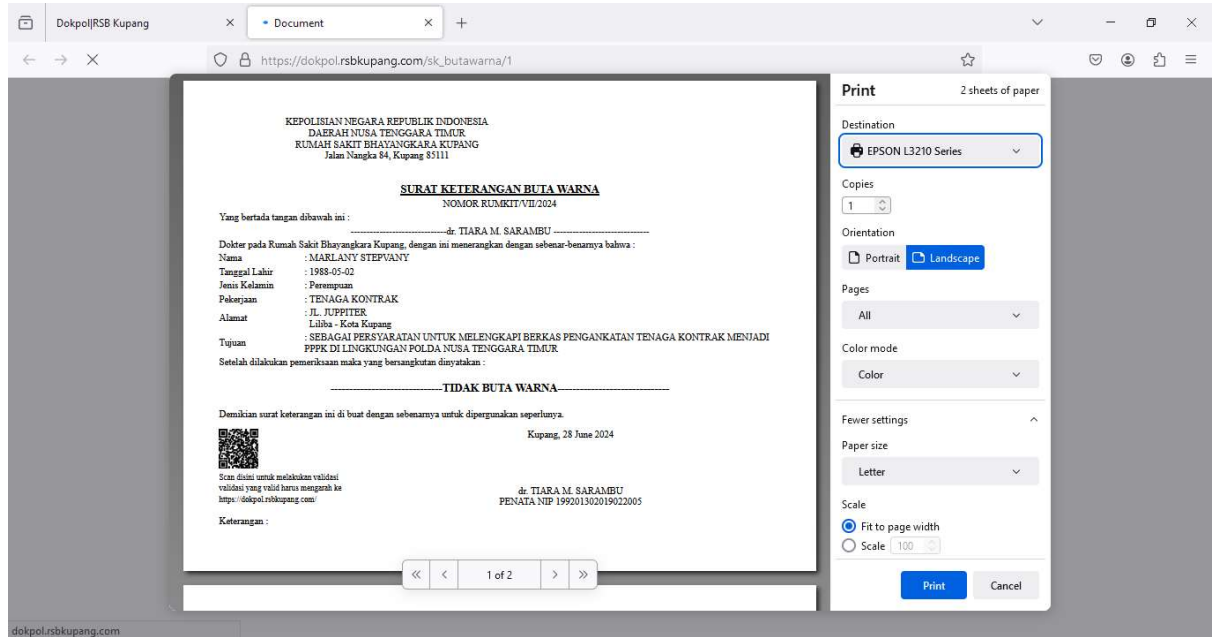 Dokpol|RSB Kupang
Document
https://dokpol.rsbkupang.com/sk_butawarna/1
KEPOLISIAN NEGARA REPUBLIK INDONESIA
DAERAH NUSA TENGGARA TIMUR
RUMAH SAKIT BHAYANGKARA KUPANG
Jalan Nangka 84, Kupang 85111
SURAT KETERANGAN BUTA WARNA
NOMOR RUMKIT/VII/2024
Yang bertada tangan dibawah ini :
--------------------------------dr. TIARA M. SARAMBU --------------------------------
Dokter pada Rumah Sakit Bhayangkara Kupang, dengan ini menerangkan dengan sebenar-benarnya bahwa :
Nama : MARLANY STEPVANY
Tanggal Lahir : 1988-05-02
Jenis Kelamin : Perempuan
Pekerjaan : TENAGA KONTRAK
Alamat : JL. JUPPITER
Liliba - Kota Kupang
Tujuan : SEBAGAI PERSYARATAN UNTUK MELENGKAPI BERKAS PENGANKATAN TENAGA KONTRAK MENJADI
PPPK DI LINGKUNGAN POLDA NUSA TENGGARA TIMUR
Setelah dilakukan pemeriksaan maka yang bersangkutan dinyatakan :
------------------------------TIDAK BUTA WARNA------------------------------
Demikian surat keterangan ini di buat dengan sebenarnya untuk dipergunakan seperlunya.
Kupang, 28 June 2024
Scan disini untuk melakukan validasi
validasi yang valid harus mengarah ke
https://dokpol.rsbkupang.com/
dr. TIARA M. SARAMBU
PENATA NIP 199201302019022005
Keterangan :
1 of 2
Print
2 sheets of paper
Destination
EPSON L3210 Series
Copies
1
Orientation
Portrait
Landscape
Pages
All
Color mode
Color
Fewer settings
Paper size
Letter
Scale
Fit to page width
Scale 100
Print
Cancel
dokpol.rsbkupang.com